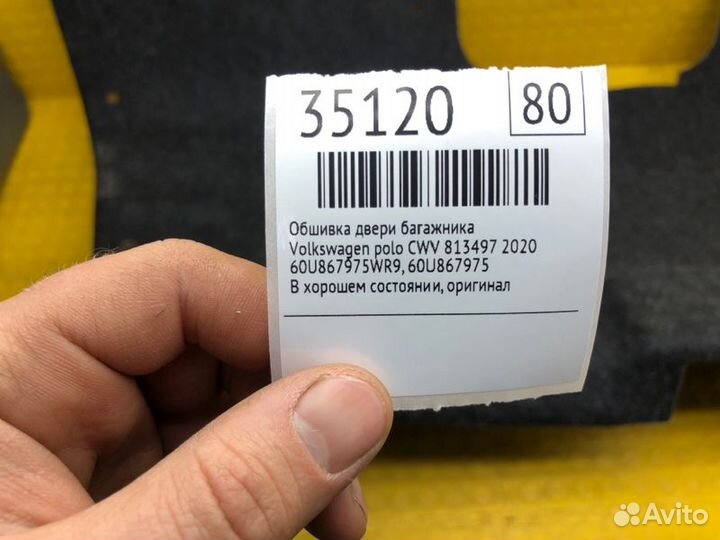 35120 80
Обшивка двери багажника
Volkswagen polo CWV 813497 2020
60U867975WR9, 60U867975
В хорошем состоянии, оригинал
Avito